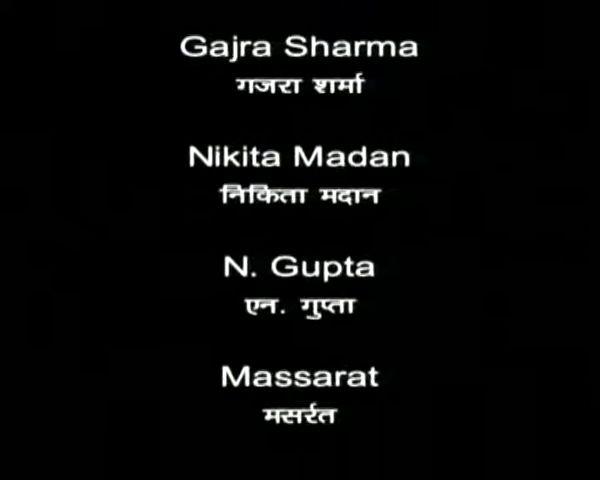 Gajra Sharma
गजरा शर्मा
Nikita Madan
निकिता मदान
N. Gupta
एन. गुप्ता
Massarat
मसर्रत